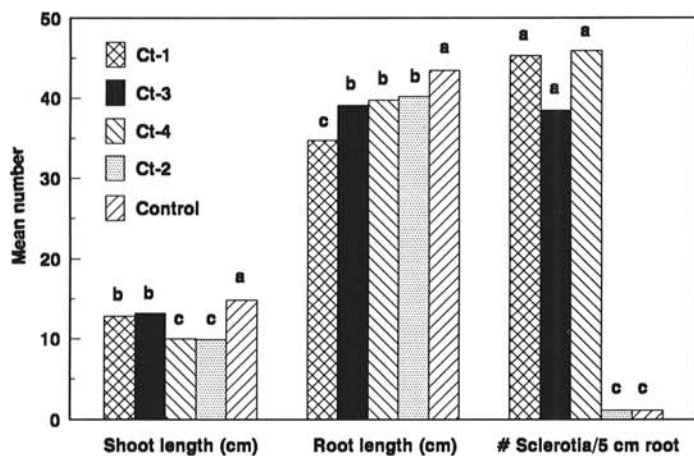 50
40
30
20
10
0
Mean number
Ct-1
Ct-3
Ct-4
Ct-2
Control
b b c c a
c b b b a
a a a c c
Shoot length (cm) Root length (cm) # Sclerotia/5 cm root